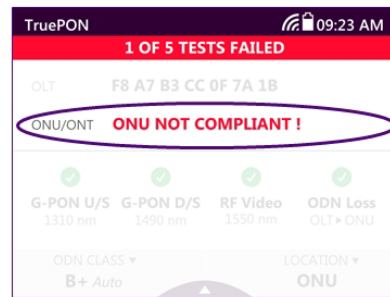 TruePON 09:23 AM
1 OF 5 TESTS FAILED
OLT F8 A7 B3 CC 0F 7A 1B
ONU/ONT ONU NOT COMPLIANT !
G-PON U/S G-PON D/S RF Video ODN Loss
1310 nm 1490 nm 1550 nm OLT ▸ ONU
ODN CLASS ▾ LOCATION ▾
B+ Auto ONU